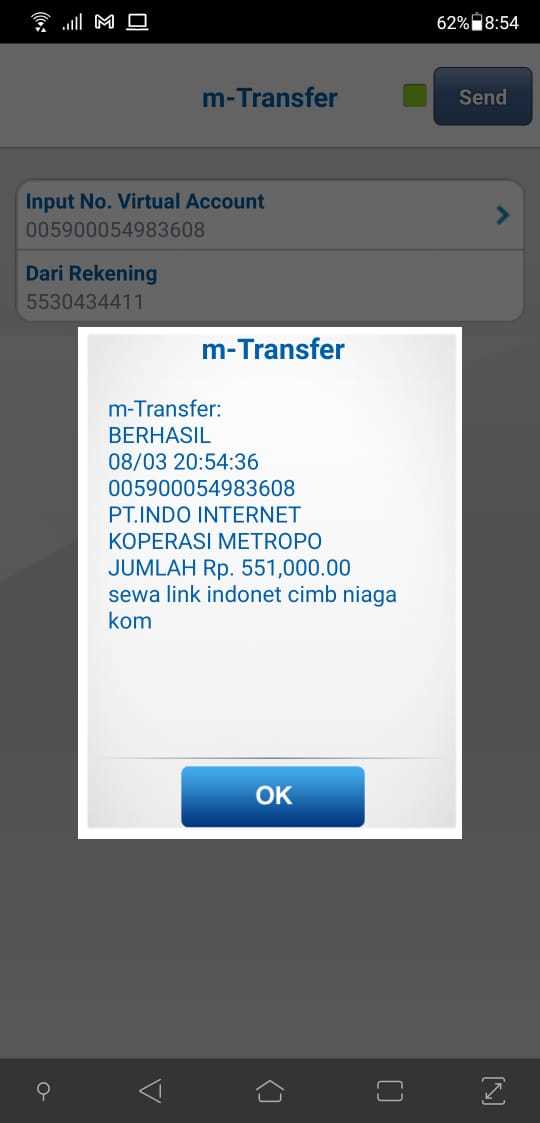 62% 8:54
m-Transfer
Send
Input No. Virtual Account
005900054983608
Dari Rekening
5530434411
m-Transfer
m-Transfer:
BERHASIL
08/03 20:54:36
005900054983608
PT.INDO INTERNET
KOPERASI METROPO
JUMLAH Rp. 551,000.00
sewa link indonet cimb niaga
kom
OK